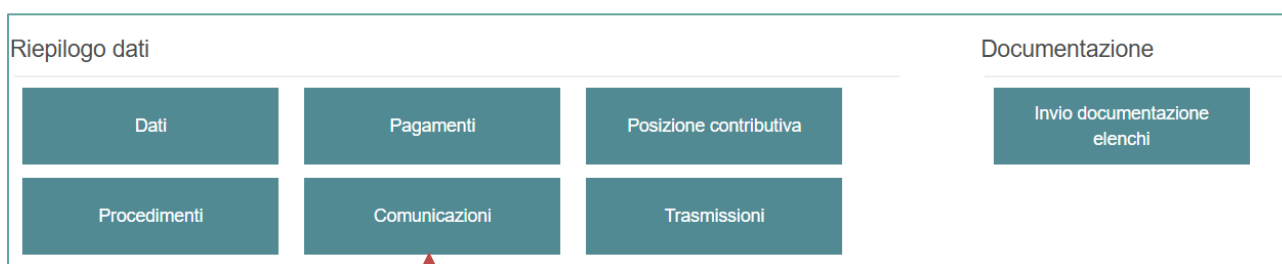 Riepilogo dati
Documentazione
Dati
Pagamenti
Posizione contributiva
Invio documentazione
elenchi
Procedimenti
Comunicazioni
Trasmissioni